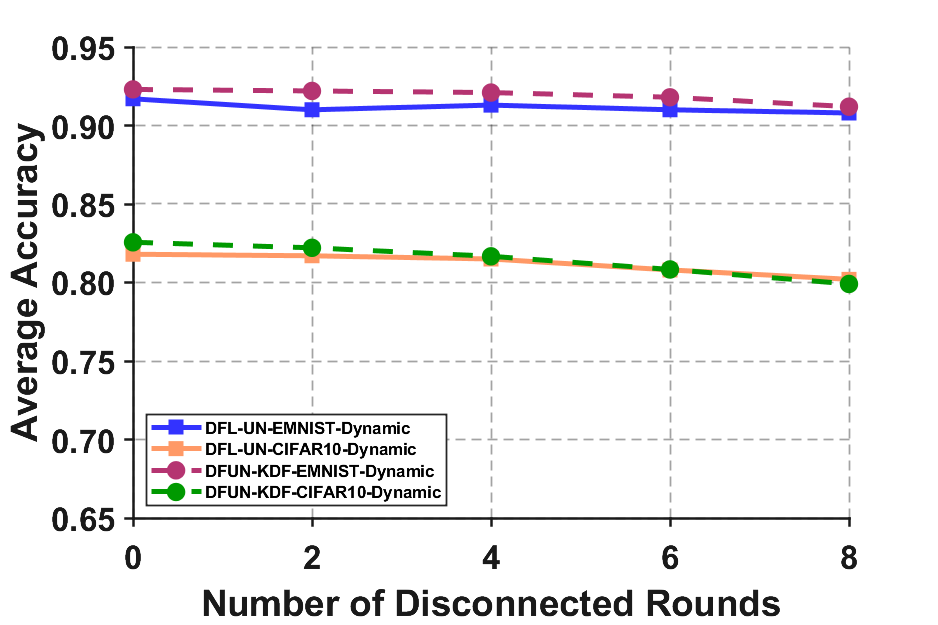 0.95
0.90
0.85
0.80
0.75
0.70
0.65
Average Accuracy
DFL-UN-EMNIST-Dynamic
DFL-UN-CIFAR10-Dynamic
DFUN-KDF-EMNIST-Dynamic
DFUN-KDF-CIFAR10-Dynamic
0 2 4 6 8
Number of Disconnected Rounds